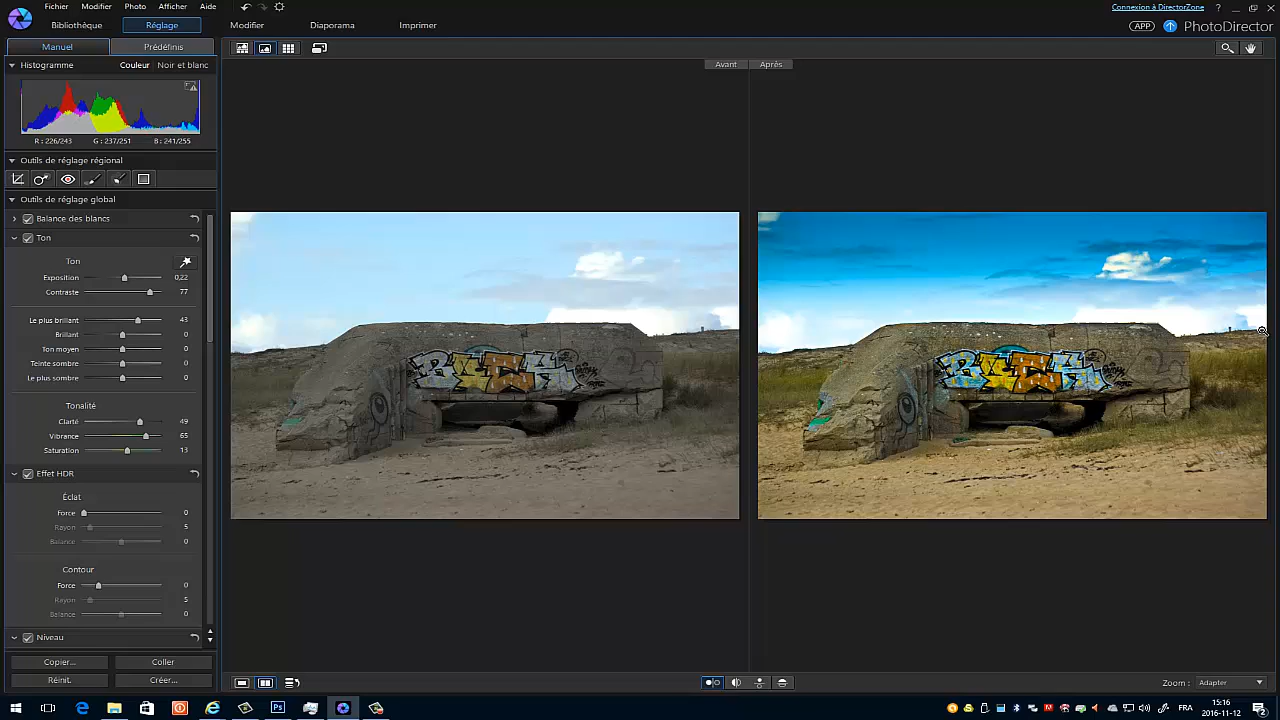 Fichier Modifier Photo Afficher Aide
Connexion à DirectorZone ?
Bibliothèque Réglage Modifier Diaporama Imprimer
APP PhotoDirector
Manuel Prédéfinis
Histogramme Couleur Noir et blanc
Avant Après
R : 226/243 G : 237/251 B : 241/255
Outils de réglage régional
Outils de réglage global
Balance des blancs
Ton
Ton
Exposition 0,22
Contraste 77
Le plus brillant 43
Brillant 0
Ton moyen 0
Teinte sombre 0
Le plus sombre 0
Tonalité
Clarté 49
Vibrance 65
Saturation 13
Effet HDR
Éclat
Force 0
Rayon 5
Balance 0
Contour
Force 0
Rayon 5
Balance 0
Niveau
Copier... Coller
Réinit. Créer...
Zoom : Adapter
Ps
FRA
15:16
2016-11-12
2